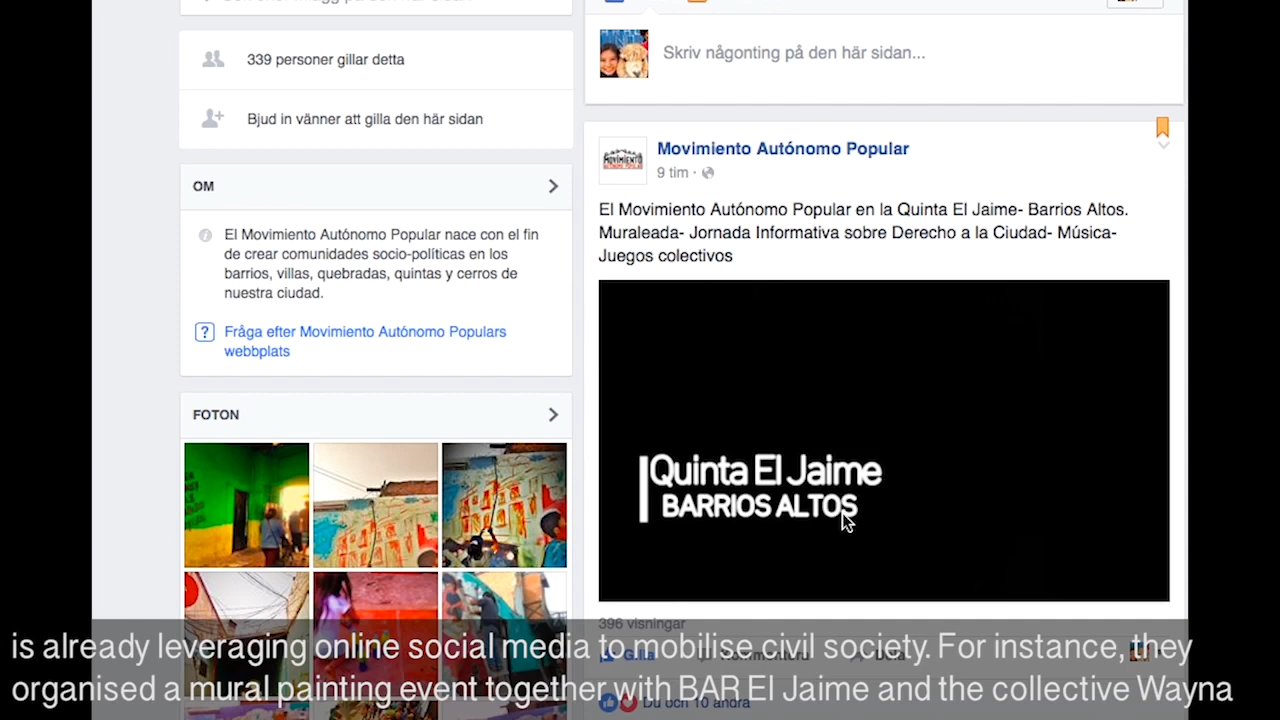 339 personer gillar detta
Bjud in vänner att gilla den här sidan
OM
El Movimiento Autónomo Popular nace con el fin
de crear comunidades socio-políticas en los
barrios, villas, quebradas, quintas y cerros de
nuestra ciudad.
Fråga efter Movimiento Autónomo Populars
webbplats
FOTON
Skriv någonting på den här sidan...
Movimiento Autónomo Popular
9 tim ·
El Movimiento Autónomo Popular en la Quinta El Jaime- Barrios Altos.
Muraleada- Jornada Informativa sobre Derecho a la Ciudad- Música-
Juegos colectivos
Quinta El Jaime
BARRIOS ALTOS
396 visningar
Gilla Kommentera Dela
Du och 10 andra
is already leveraging online social media to mobilise civil society. For instance, they
organised a mural painting event together with BAR El Jaime and the collective Wayna